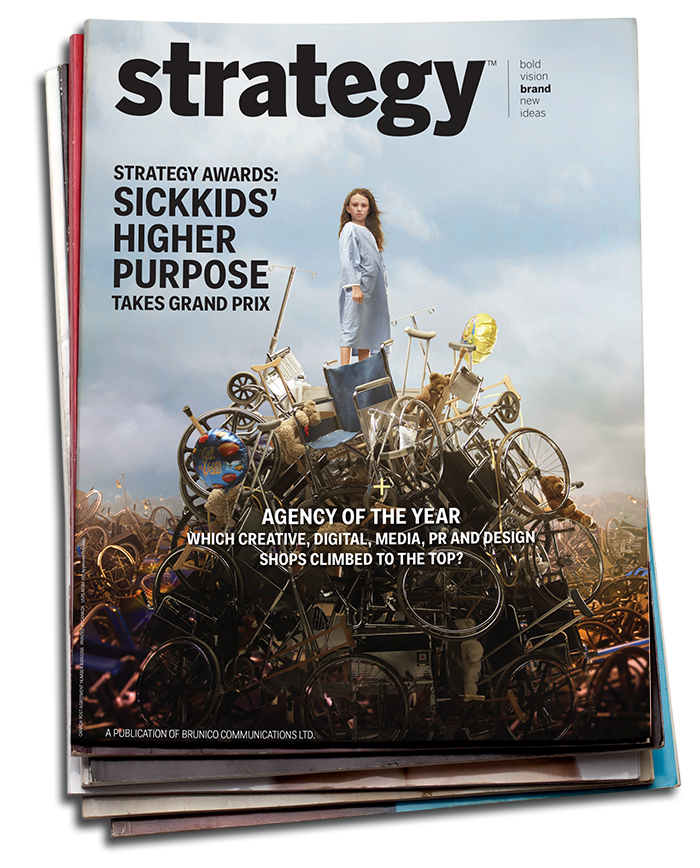 strategy™
bold
vision
brand
new
ideas
STRATEGY AWARDS:
SICKKIDS’
HIGHER
PURPOSE
TAKES GRAND PRIX
+
AGENCY OF THE YEAR
WHICH CREATIVE, DIGITAL, MEDIA, PR AND DESIGN
SHOPS CLIMBED TO THE TOP?
A PUBLICATION OF BRUNICO COMMUNICATIONS LTD.